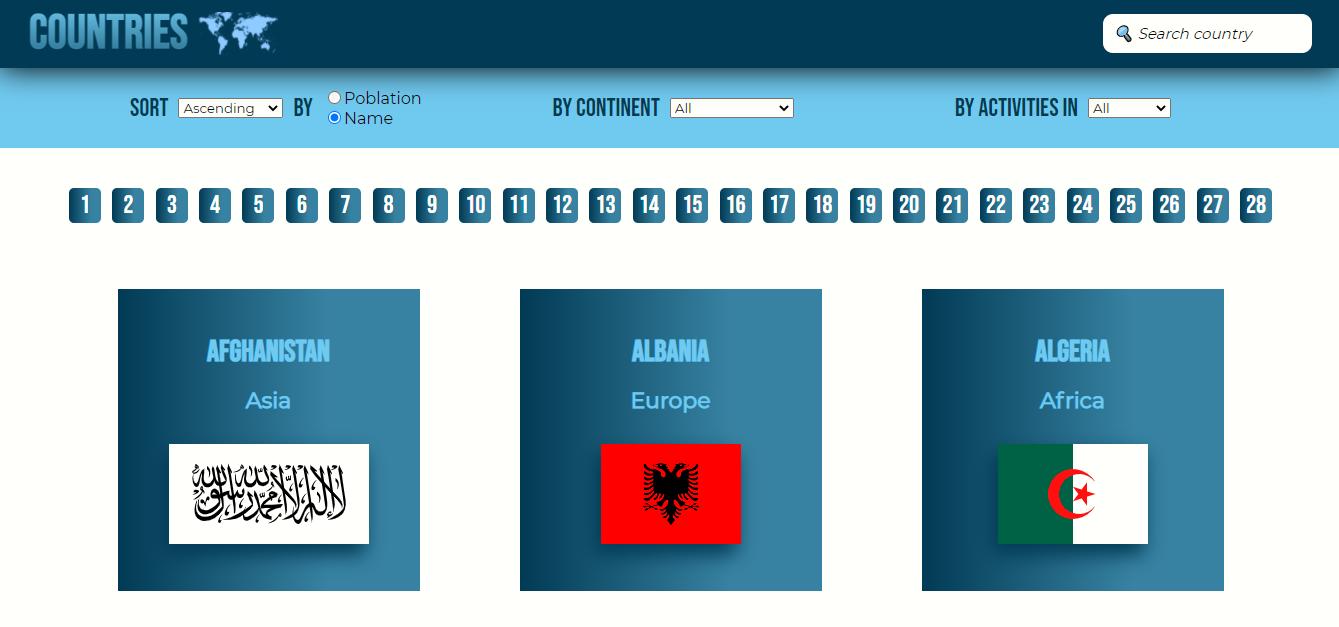 COUNTRIES
Search country
SORT Ascending BY Poblation
Name
BY CONTINENT All
BY ACTIVITIES IN All
1 2 3 4 5 6 7 8 9 10 11 12 13 14 15 16 17 18 19 20 21 22 23 24 25 26 27 28
AFGHANISTAN
Asia
لا إله إلا الله محمد رسول الله
ALBANIA
Europe
ALGERIA
Africa